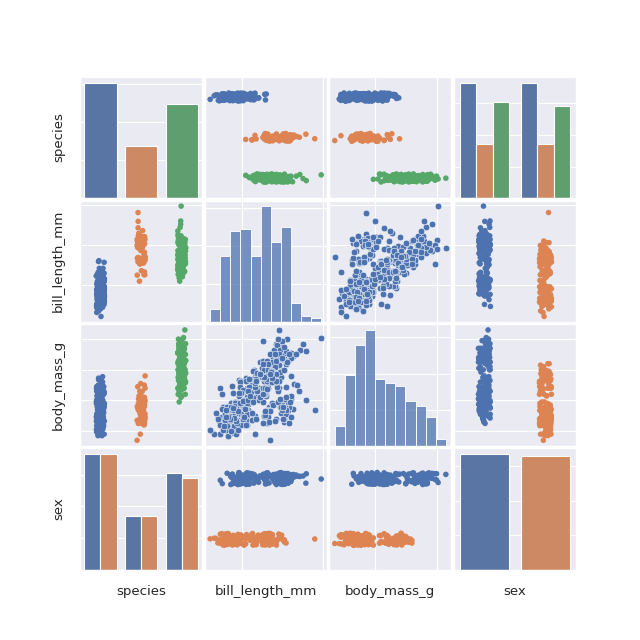 species
bill_length_mm
body_mass_g
sex
species bill_length_mm body_mass_g sex